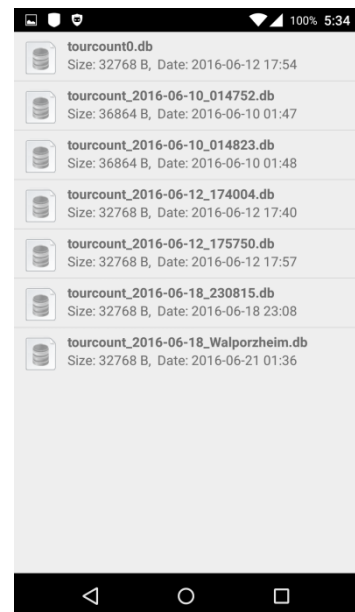 100% 5:34
tourcount0.db
Size: 32768 B, Date: 2016-06-12 17:54
tourcount_2016-06-10_014752.db
Size: 36864 B, Date: 2016-06-10 01:47
tourcount_2016-06-10_014823.db
Size: 36864 B, Date: 2016-06-10 01:48
tourcount_2016-06-12_174004.db
Size: 32768 B, Date: 2016-06-12 17:40
tourcount_2016-06-12_175750.db
Size: 32768 B, Date: 2016-06-12 17:57
tourcount_2016-06-18_230815.db
Size: 32768 B, Date: 2016-06-18 23:08
tourcount_2016-06-18_Walporzheim.db
Size: 32768 B, Date: 2016-06-21 01:36